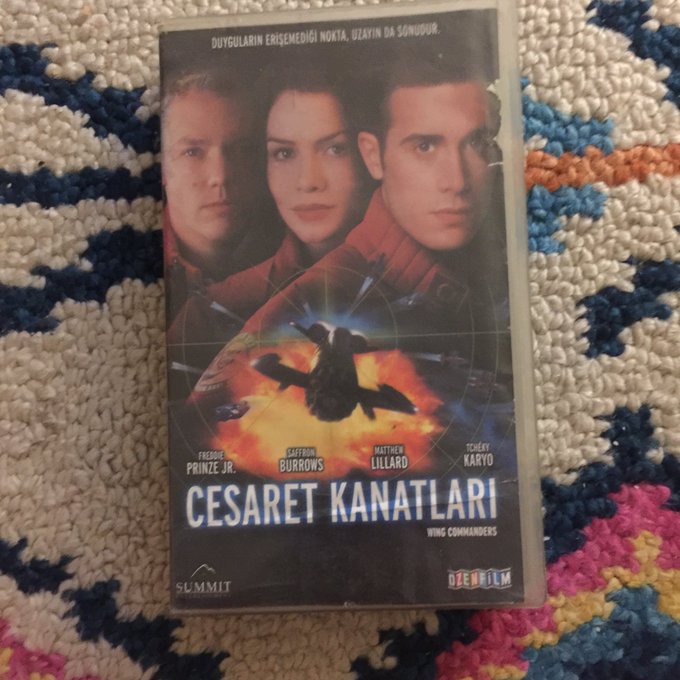 DUYGULARIN ERİŞEMEDİĞİ NOKTA, UZAYIN DA SONUDUR.
FREDDIE PRINZE JR.
SAFFRON BURROWS
MATTHEW LILLARD
TCHÉKY KARYO
CESARET KANATLARI
WING COMMANDERS
SUMMIT
ÖZENFİLM